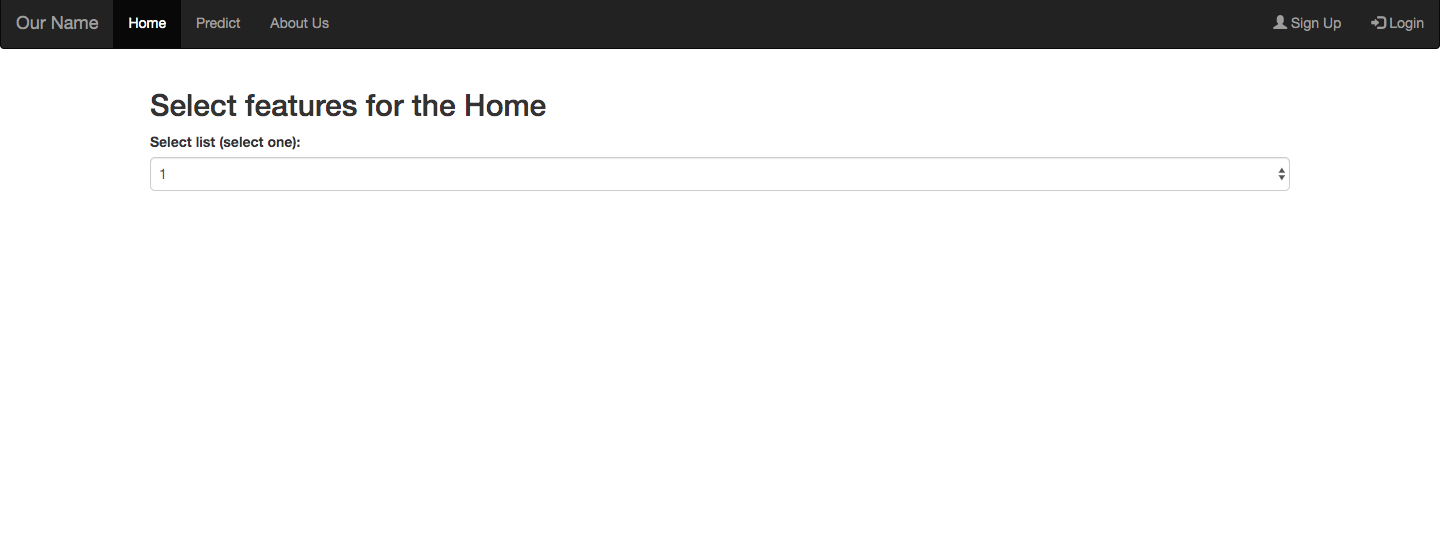 Our Name Home Predict About Us Sign Up Login
Select features for the Home
Select list (select one):
1